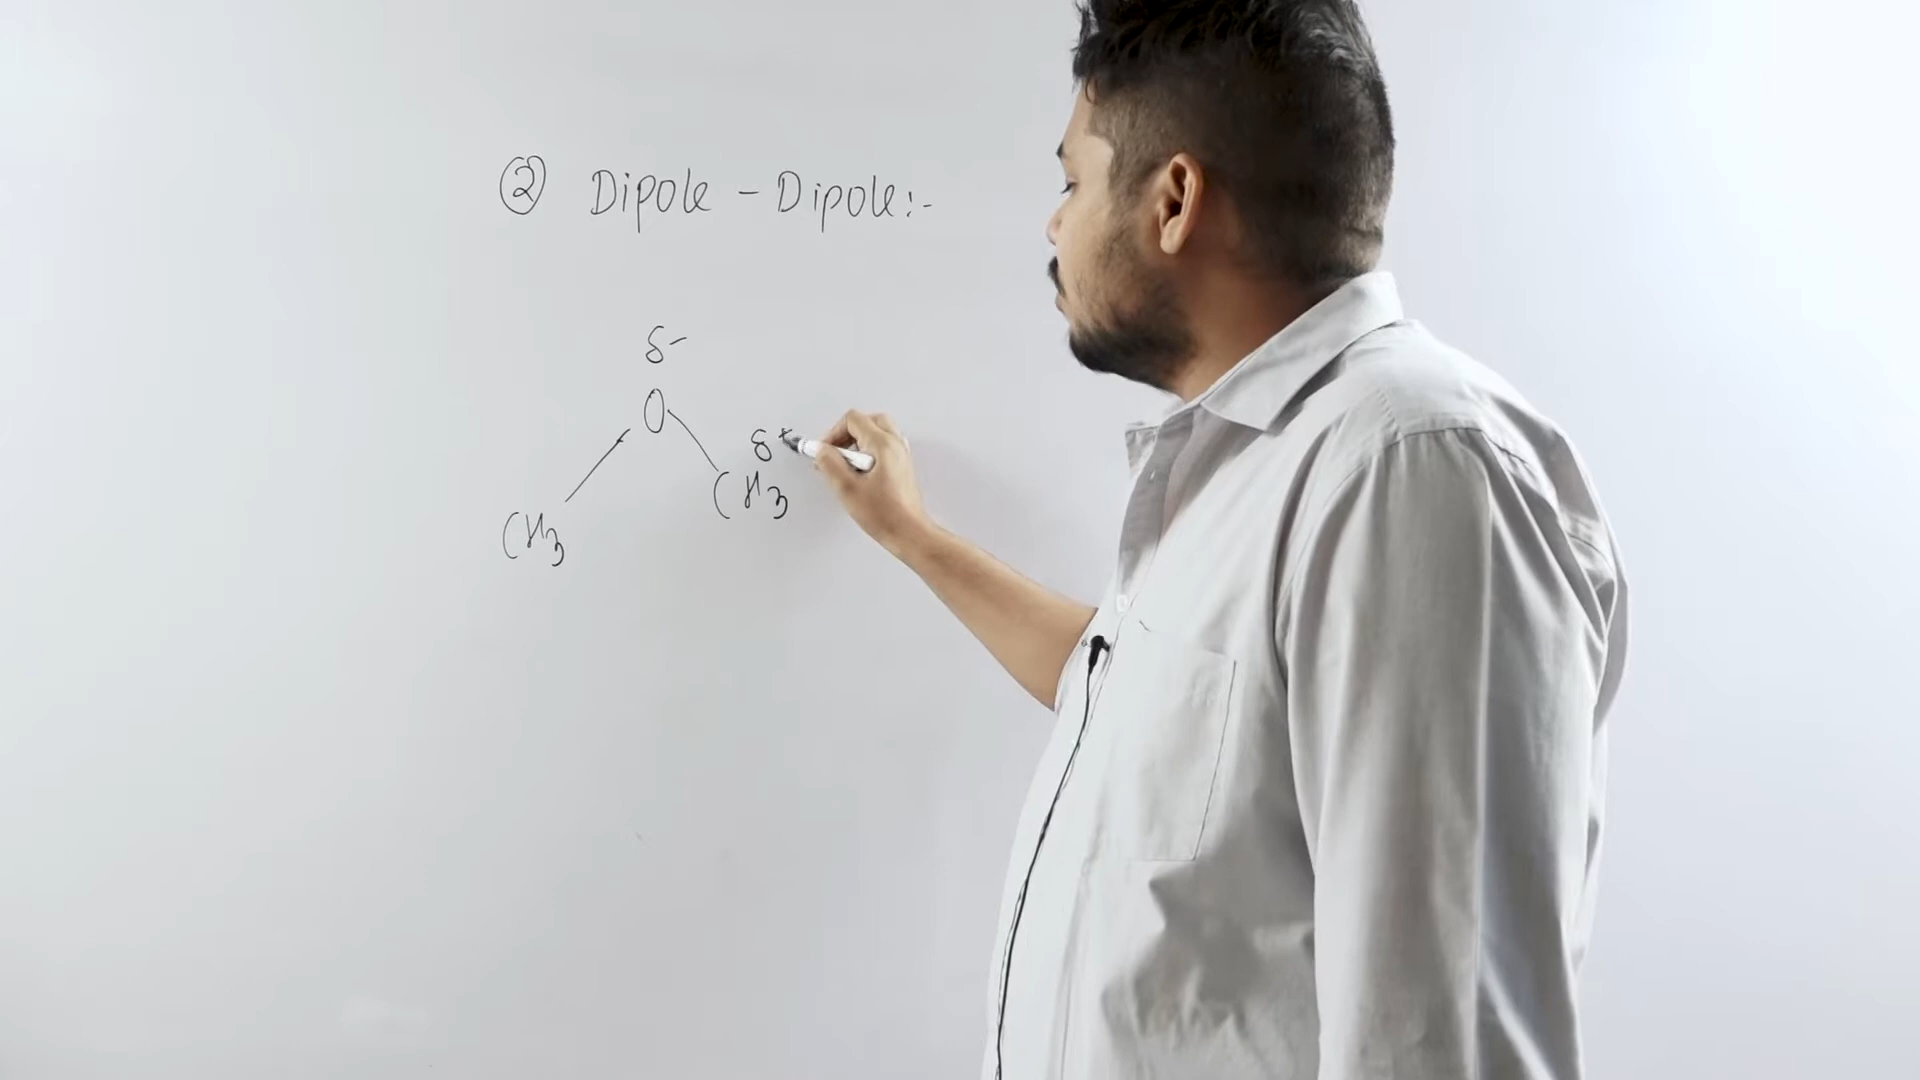 ② Dipole - Dipole:-
δ-
O
δ+
CH3
CH3